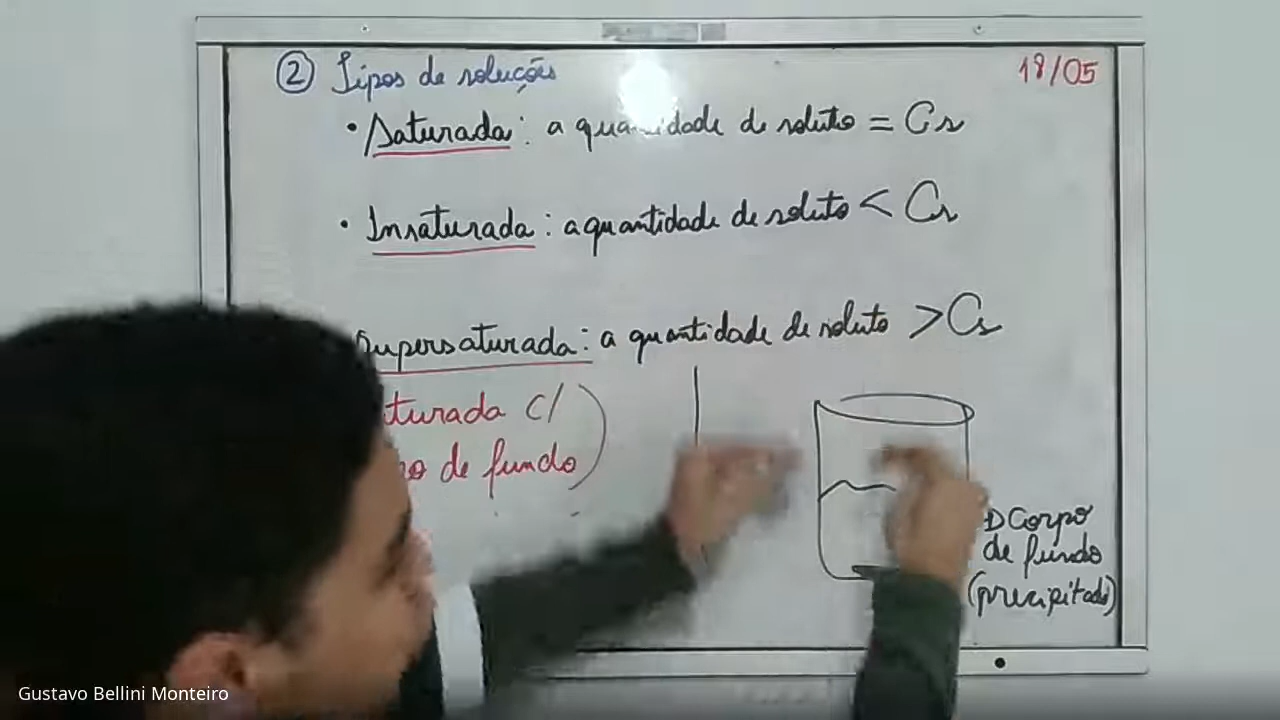 ② Tipos de soluções
18/05
• Saturada: a quantidade de soluto = Cs
• Insaturada: a quantidade de soluto < Cs
Supersaturada: a quantidade de soluto > Cs
turada c/
po de fundo)
Corpo
de fundo
(precipitado)
Gustavo Bellini Monteiro